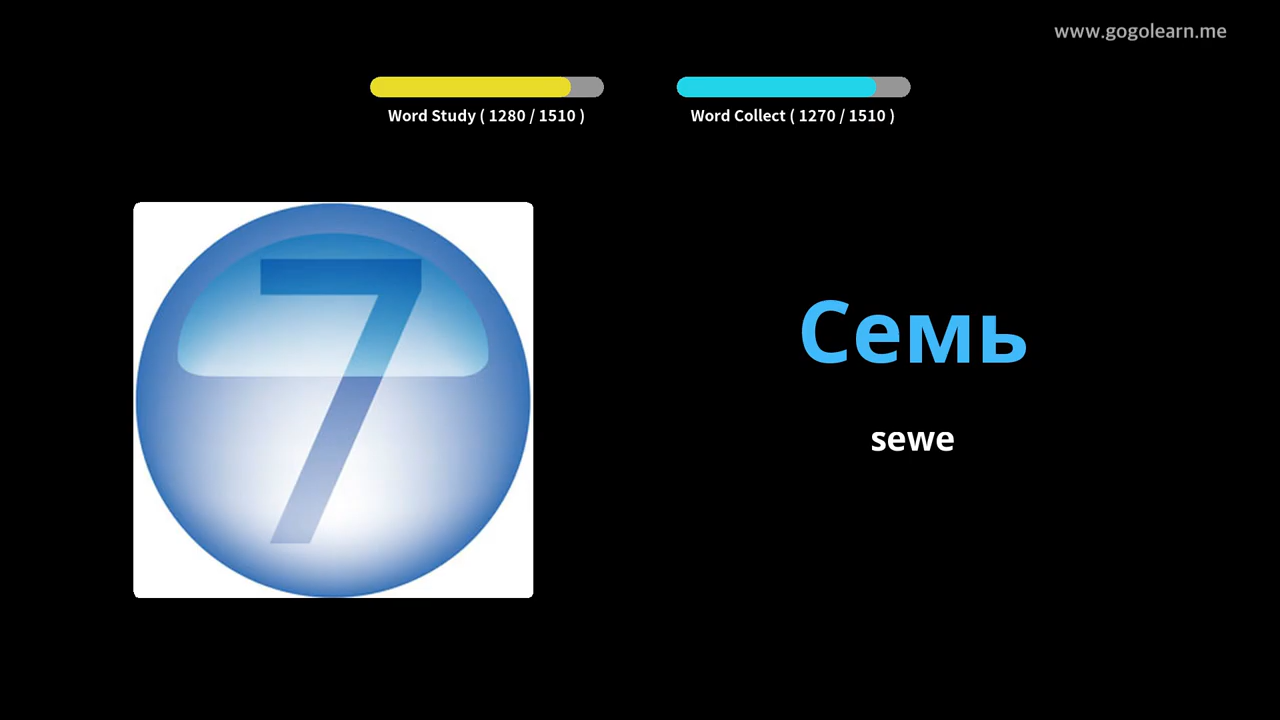 www.gogolearn.me
Word Study ( 1280 / 1510 )
Word Collect ( 1270 / 1510 )
7
Семь
sewe